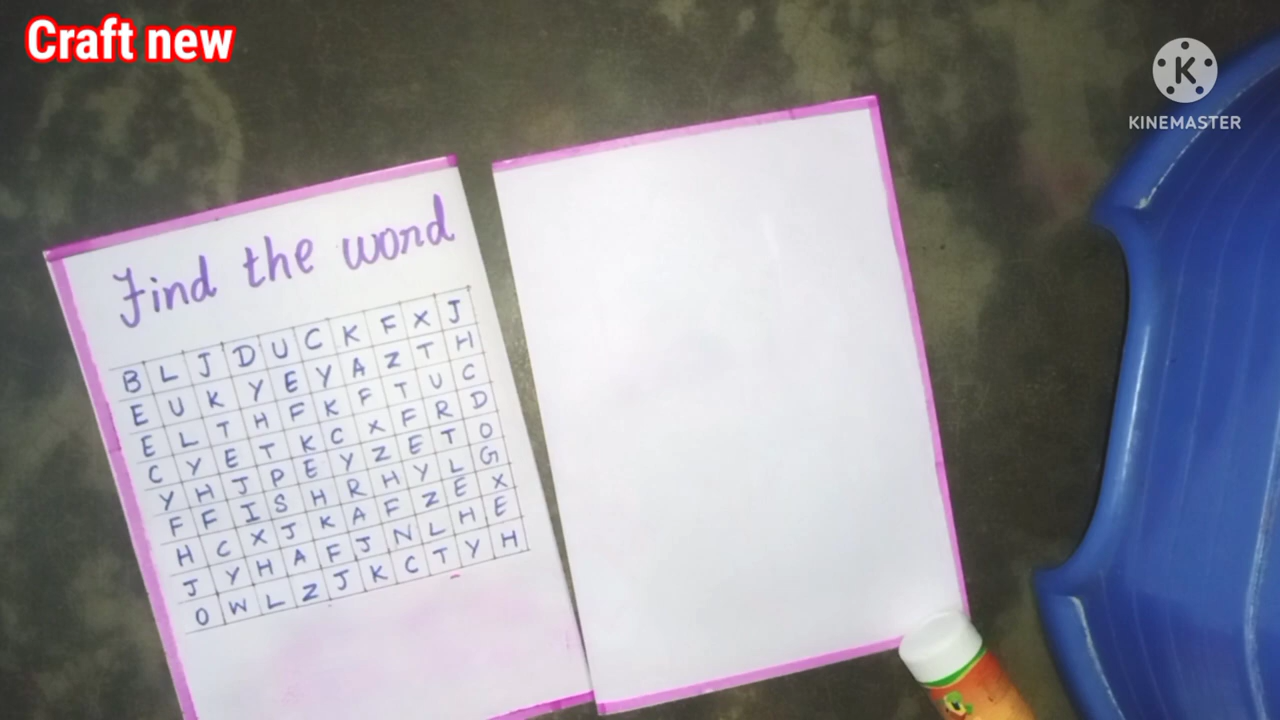 Craft new
KINEMASTER
Find the word
B L J D U C K F X J
E U K Y E Y A Z T H
E L T H F K F T U C
C Y E T K C X F R D
Y H J P E Y Z E T O
F F I S H R H Y L G
H C X J K A F Z E X
J Y H A F J N L H E
O W L Z J K C T Y H